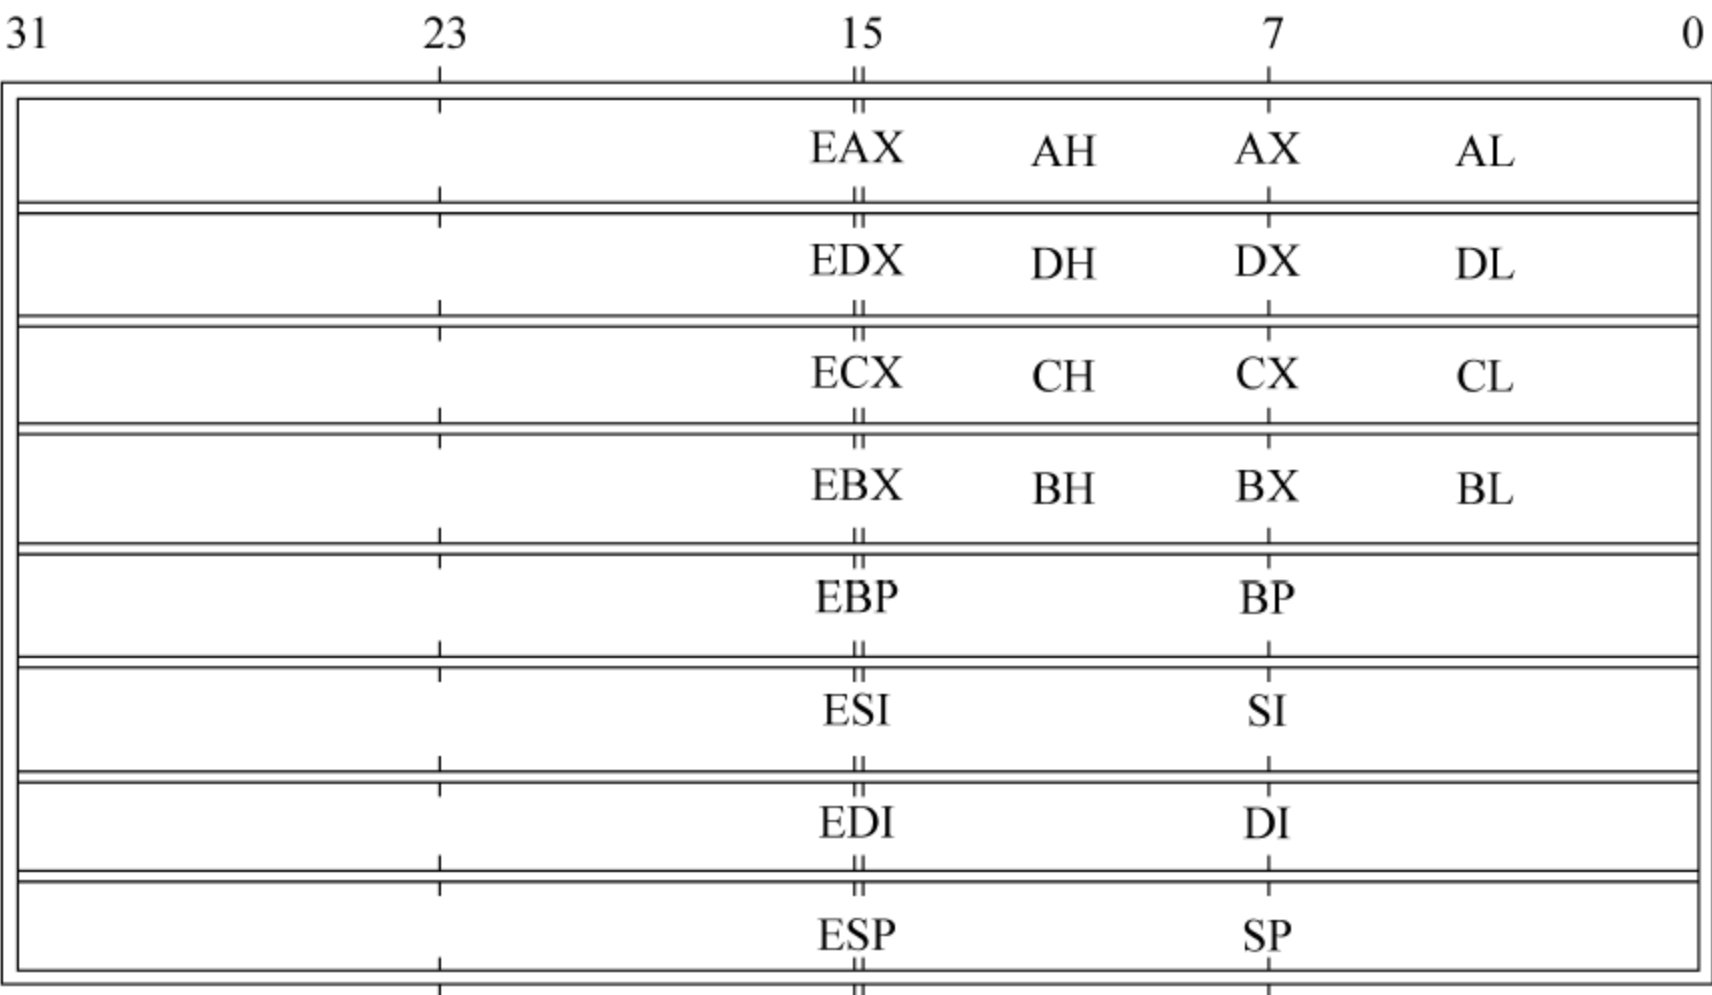 31 23 15 7 0
EAX AH AX AL
EDX DH DX DL
ECX CH CX CL
EBX BH BX BL
EBP BP
ESI SI
EDI DI
ESP SP